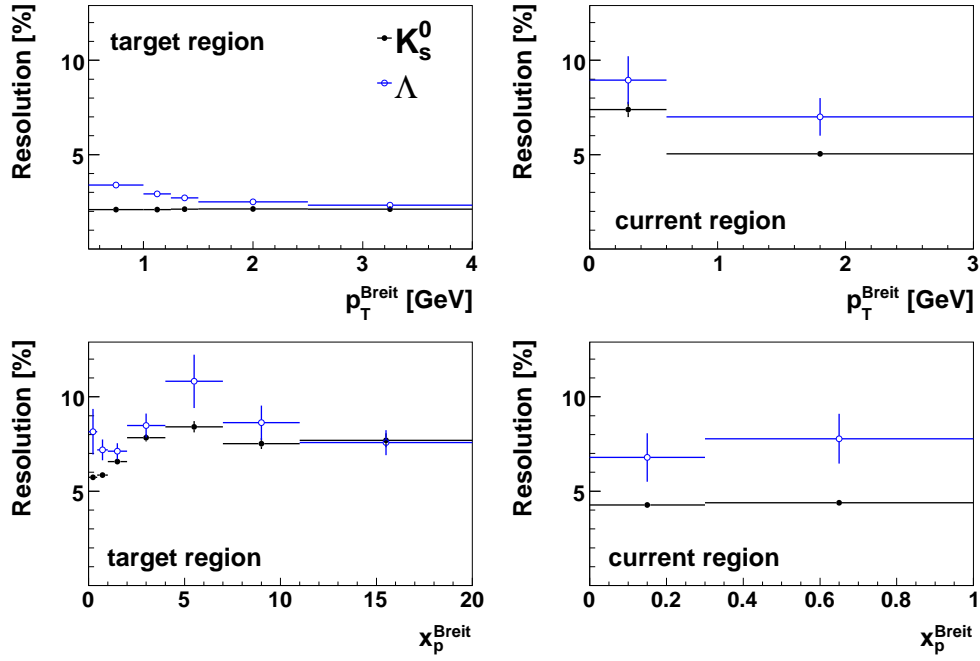 Resolution [%]
10
5
target region
K_s^0
Λ
1 2 3 4
p_T^Breit [GeV]
Resolution [%]
10
5
current region
0 1 2 3
p_T^Breit [GeV]
Resolution [%]
10
5
target region
0 5 10 15 20
x_p^Breit
Resolution [%]
10
5
current region
0 0.2 0.4 0.6 0.8 1
x_p^Breit